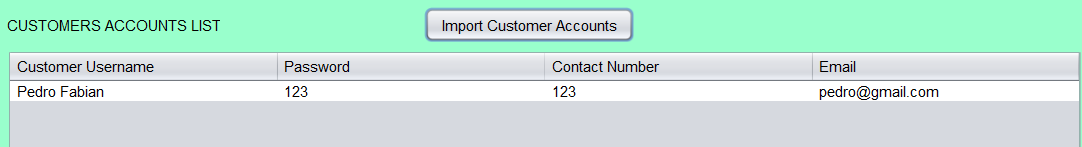 CUSTOMERS ACCOUNTS LIST Import Customer Accounts
Customer Username Password Contact Number Email
Pedro Fabian 123 123 pedro@gmail.com